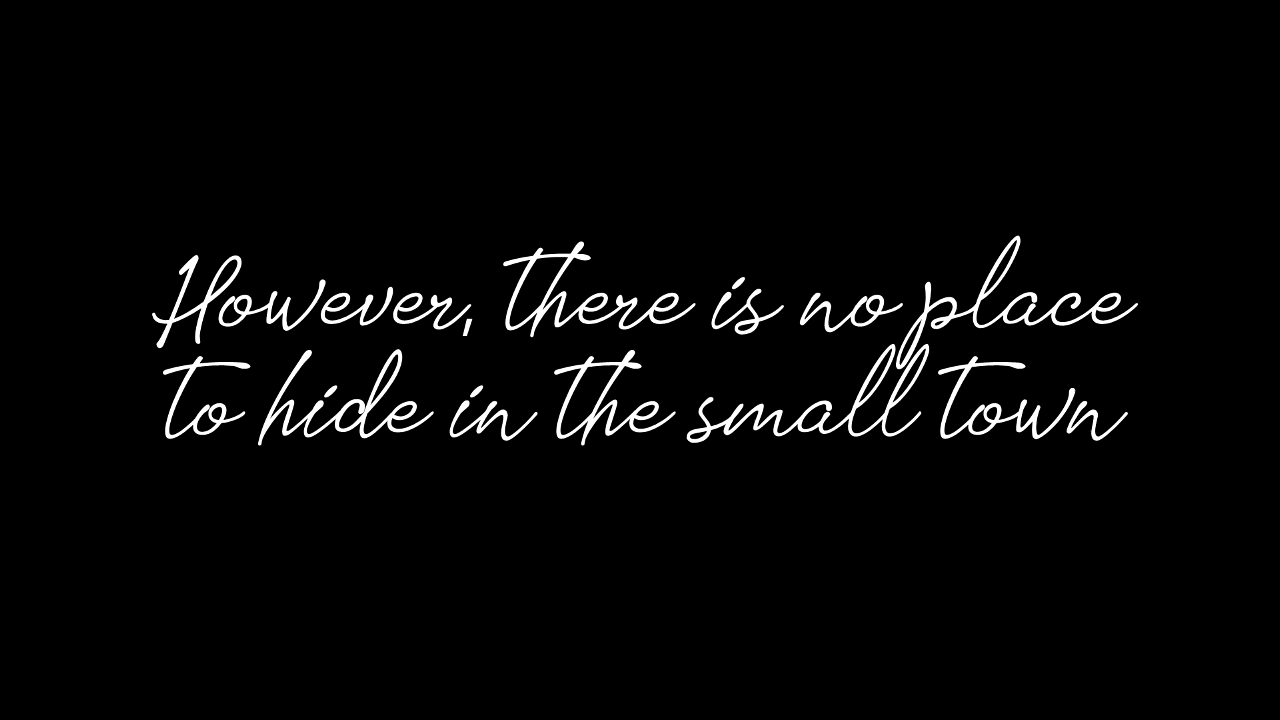 However, there is no place
to hide in the small town